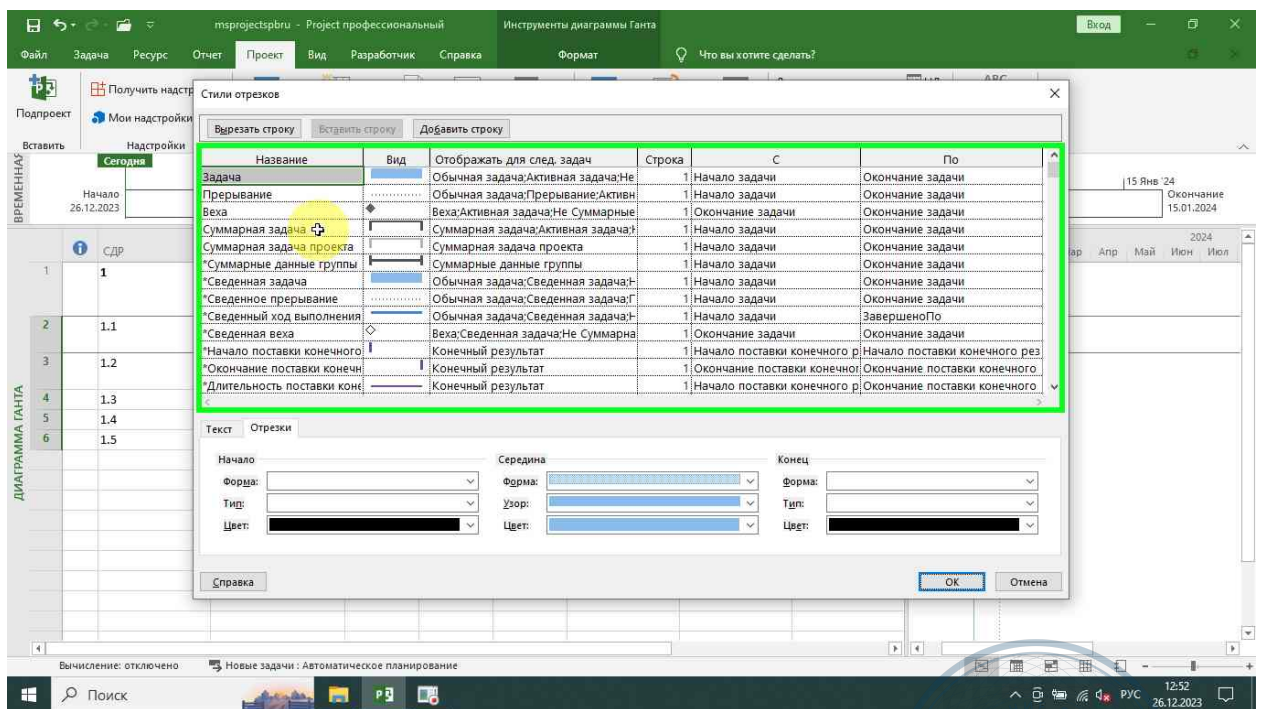 msprojectspbru - Project профессиональный
Инструменты диаграммы Ганта
Вход
Файл Задача Ресурс Отчет Проект Вид Разработчик Справка Формат Что вы хотите сделать?
Подпроект
Получить надстр
Мои надстройки
Вставить Надстройки
ВРЕМЕННАЯ
Сегодня
Начало
26.12.2023
15 Янв '24
Окончание
15.01.2024
СДР
2024
Апр Май Июн Июл
1 1
2 1.1
3 1.2
4 1.3
5 1.4
6 1.5
ДИАГРАММА ГАНТА
Стили отрезков
Вырезать строку Вставить строку Добавить строку
Название Вид Отображать для след. задач Строка С По
Задача Обычная задача;Активная задача;Не 1 Начало задачи Окончание задачи
Прерывание Обычная задача;Прерывание;Активн 1 Начало задачи Окончание задачи
Веха Веха;Активная задача;Не Суммарные 1 Окончание задачи Окончание задачи
Суммарная задача Суммарная задача;Активная задача;Н 1 Начало задачи Окончание задачи
Суммарная задача проекта Суммарная задача проекта 1 Начало задачи Окончание задачи
*Суммарные данные группы Суммарные данные группы 1 Начало задачи Окончание задачи
*Сведенная задача Обычная задача;Сведенная задача;Н 1 Начало задачи Окончание задачи
*Сведенное прерывание Обычная задача;Сведенная задача;П 1 Начало задачи Окончание задачи
*Сведенный ход выполнения Обычная задача;Сведенная задача;Н 1 Начало задачи ЗавершеноПо
*Сведенная веха Веха;Сведенная задача;Не Суммарна 1 Окончание задачи Окончание задачи
*Начало поставки конечного Конечный результат 1 Начало поставки конечного р Начало поставки конечного рез
*Окончание поставки конечн Конечный результат 1 Окончание поставки конечног Окончание поставки конечного
*Длительность поставки коне Конечный результат 1 Начало поставки конечного р Окончание поставки конечного
Текст Отрезки
Начало Середина Конец
Форма: Форма: Форма:
Тип: Узор: Тип:
Цвет: Цвет: Цвет:
Справка ОК Отмена
Вычисление: отключено Новые задачи : Автоматическое планирование
Поиск
РУС
12:52
26.12.2023